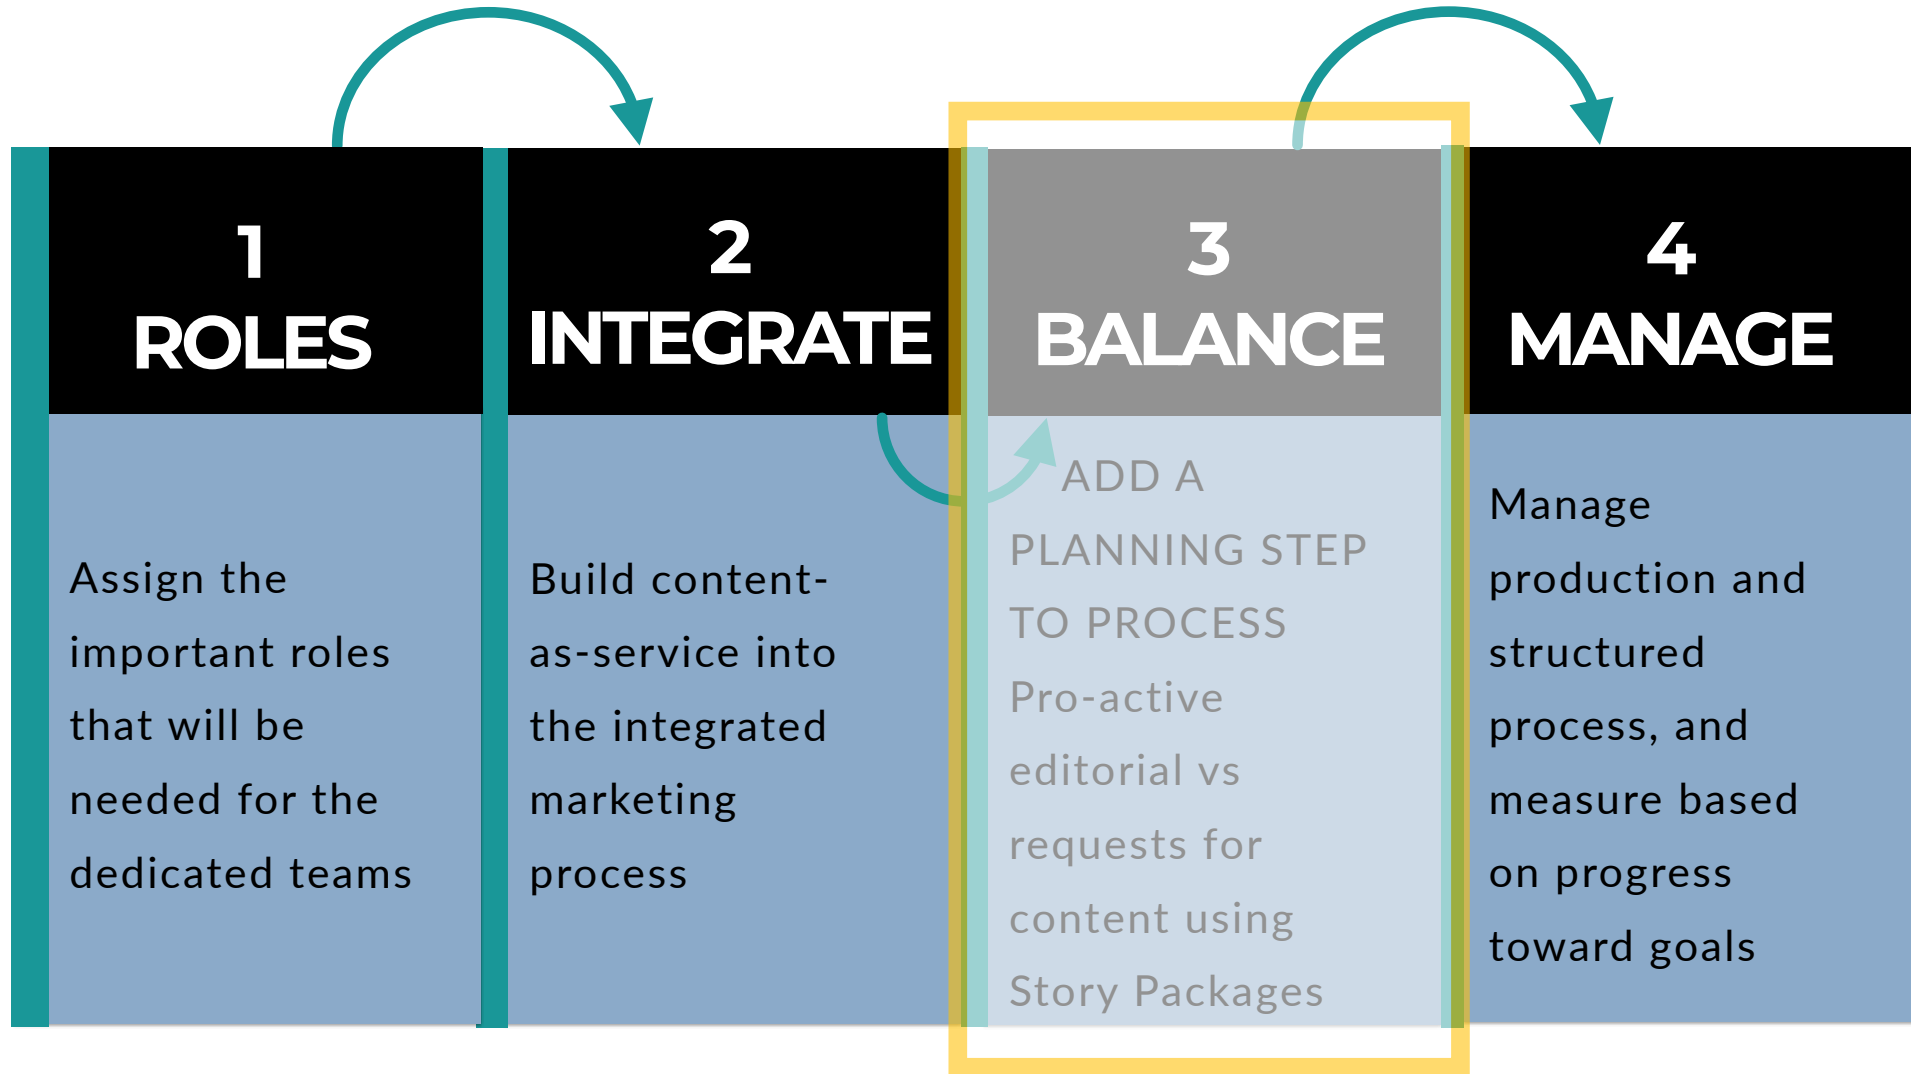 1
ROLES
Assign the
important roles
that will be
needed for the
dedicated teams
2
INTEGRATE
Build content-
as-service into
the integrated
marketing
process
3
BALANCE
ADD A
PLANNING STEP
TO PROCESS
Pro-active
editorial vs
requests for
content using
Story Packages
4
MANAGE
Manage
production and
structured
process, and
measure based
on progress
toward goals